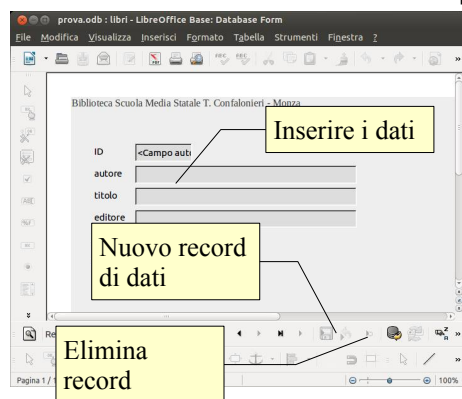 prova.odb : libri - LibreOffice Base: Database Form
File Modifica Visualizza Inserisci Formato Tabella Strumenti Finestra ?
Biblioteca Scuola Media Statale T. Confalonieri - Monza
Inserire i dati
ID <Campo auto
autore
titolo
editore
Nuovo record
di dati
Re
Elimina
record
Pagina 1 / 1
100%